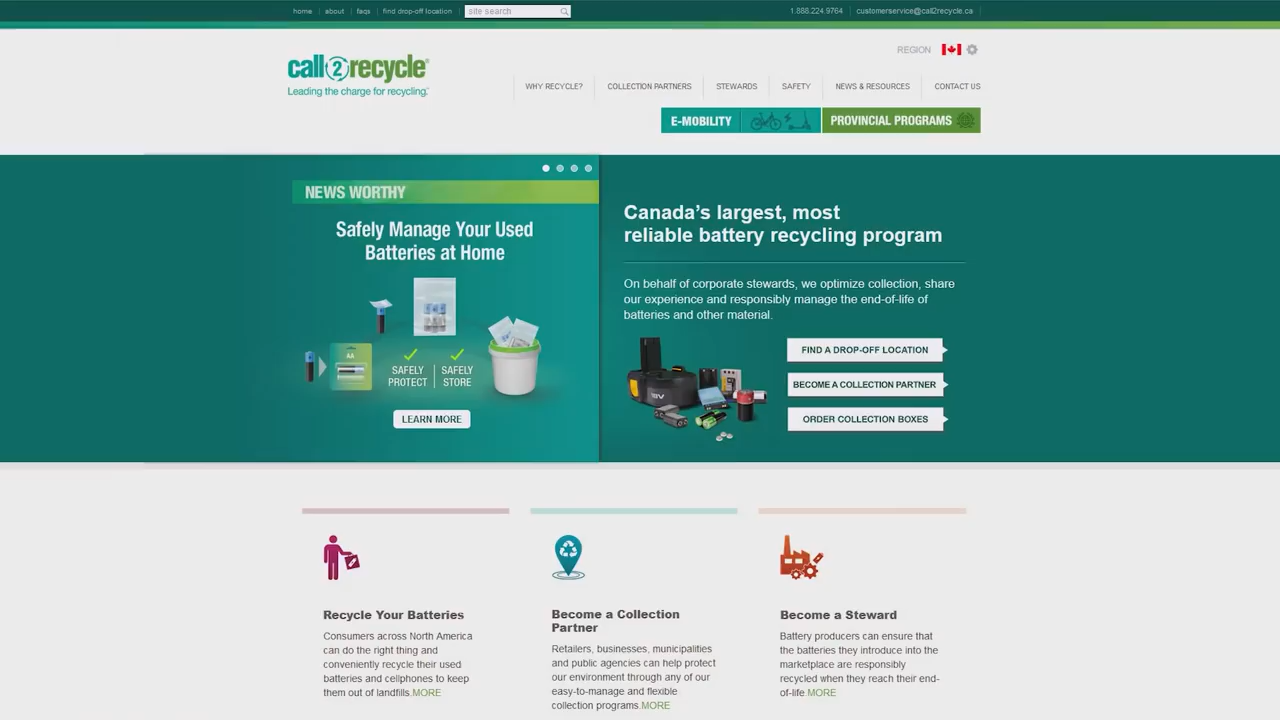 home about faqs find drop-off location site search 1.888.224.9764 customerservice@call2recycle.ca
REGION
call2recycle®
Leading the charge for recycling.®
WHY RECYCLE? COLLECTION PARTNERS STEWARDS SAFETY NEWS & RESOURCES CONTACT US
E-MOBILITY PROVINCIAL PROGRAMS
NEWS WORTHY
Safely Manage Your Used
Batteries at Home
AA
SAFELY
PROTECT
SAFELY
STORE
LEARN MORE
Canada’s largest, most
reliable battery recycling program
On behalf of corporate stewards, we optimize collection, share
our experience and responsibly manage the end-of-life of
batteries and other material.
18V
FIND A DROP-OFF LOCATION
BECOME A COLLECTION PARTNER
ORDER COLLECTION BOXES
Recycle Your Batteries
Consumers across North America
can do the right thing and
conveniently recycle their used
batteries and cellphones to keep
them out of landfills.MORE
Become a Collection
Partner
Retailers, businesses, municipalities
and public agencies can help protect
our environment through any of our
easy-to-manage and flexible
collection programs.MORE
Become a Steward
Battery producers can ensure that
the batteries they introduce into the
marketplace are responsibly
recycled when they reach their end-
of-life.MORE